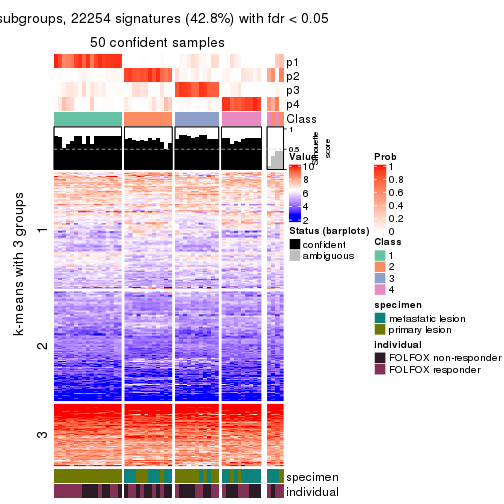 subgroups, 22254 signatures (42.8%) with fdr < 0.05
50 confident samples
p1
p2
p3
p4
Class
1
0.5
0
Silhouette
score
k-means with 3 groups
1
2
3
specimen
individual
Value
10
8
6
4
2
Status (barplots)
confident
ambiguous
Prob
1
0.8
0.6
0.4
0.2
0
Class
1
2
3
4
specimen
metastatic lesion
primary lesion
individual
FOLFOX non-responder
FOLFOX responder